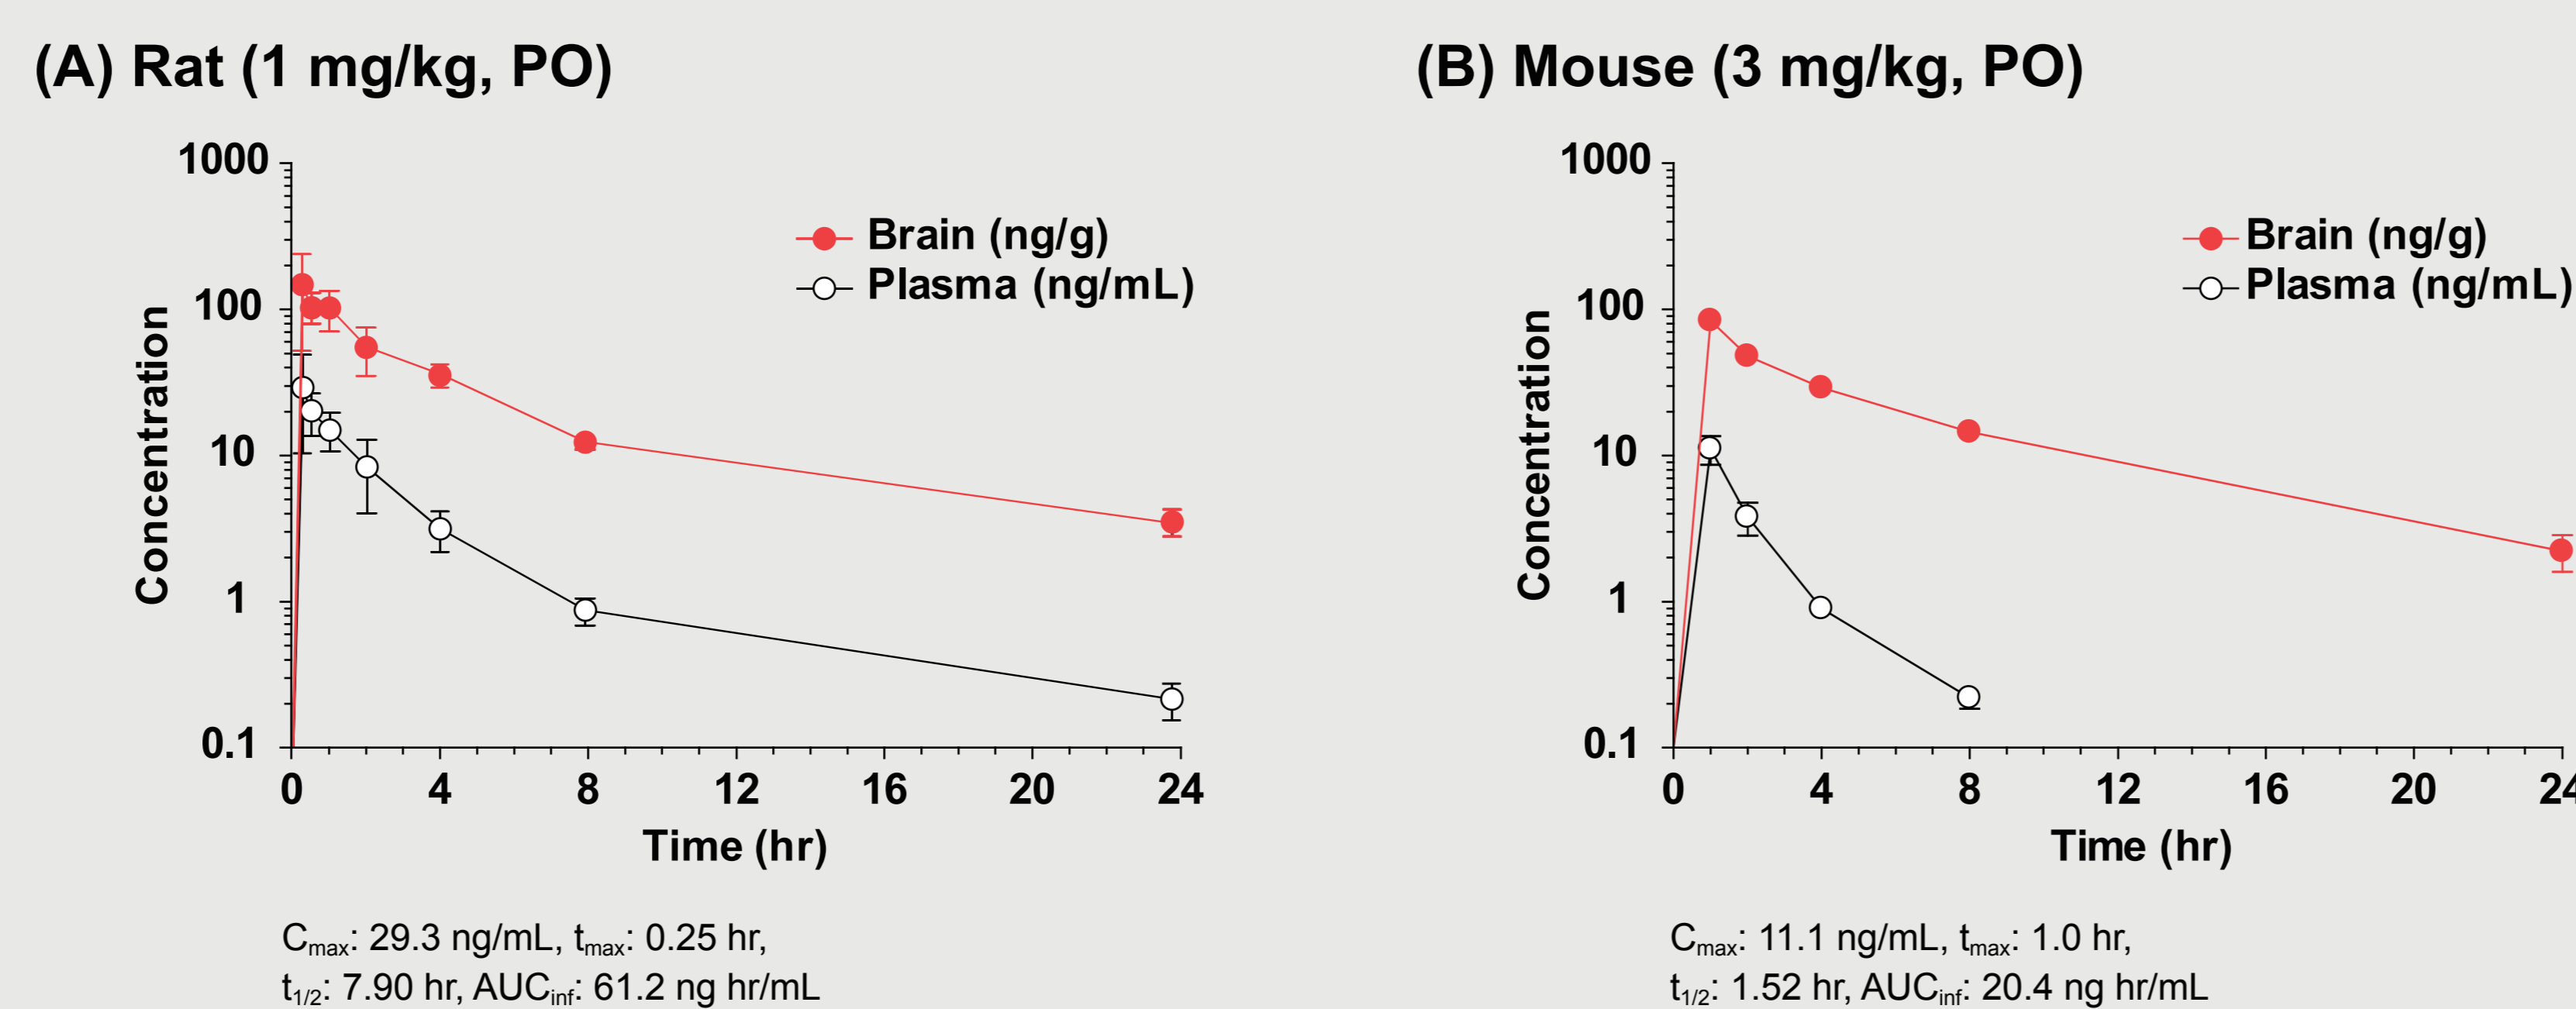 (A) Rat (1 mg/kg, PO)
1000
100
10
1
0.1
Concentration
Brain (ng/g)
Plasma (ng/mL)
0 4 8 12 16 20 24
Time (hr)
Cmax: 29.3 ng/mL, tmax: 0.25 hr,
t1/2: 7.90 hr, AUCinf: 61.2 ng hr/mL
(B) Mouse (3 mg/kg, PO)
1000
100
10
1
0.1
Concentration
Brain (ng/g)
Plasma (ng/mL)
0 4 8 12 16 20 24
Time (hr)
Cmax: 11.1 ng/mL, tmax: 1.0 hr,
t1/2: 1.52 hr, AUCinf: 20.4 ng hr/mL